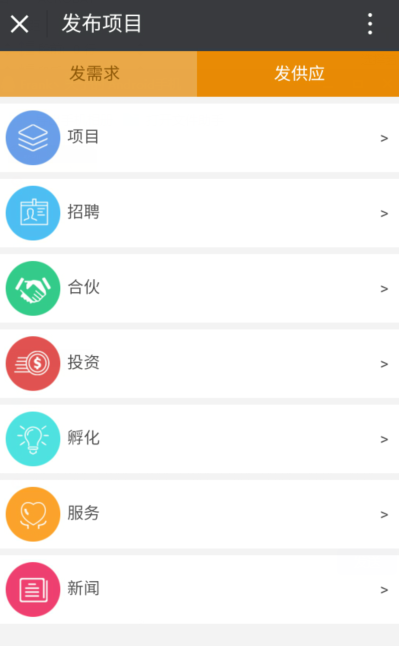 发布项目
发需求 发供应
项目 >
招聘 >
合伙 >
投资 >
孵化 >
服务 >
新闻 >